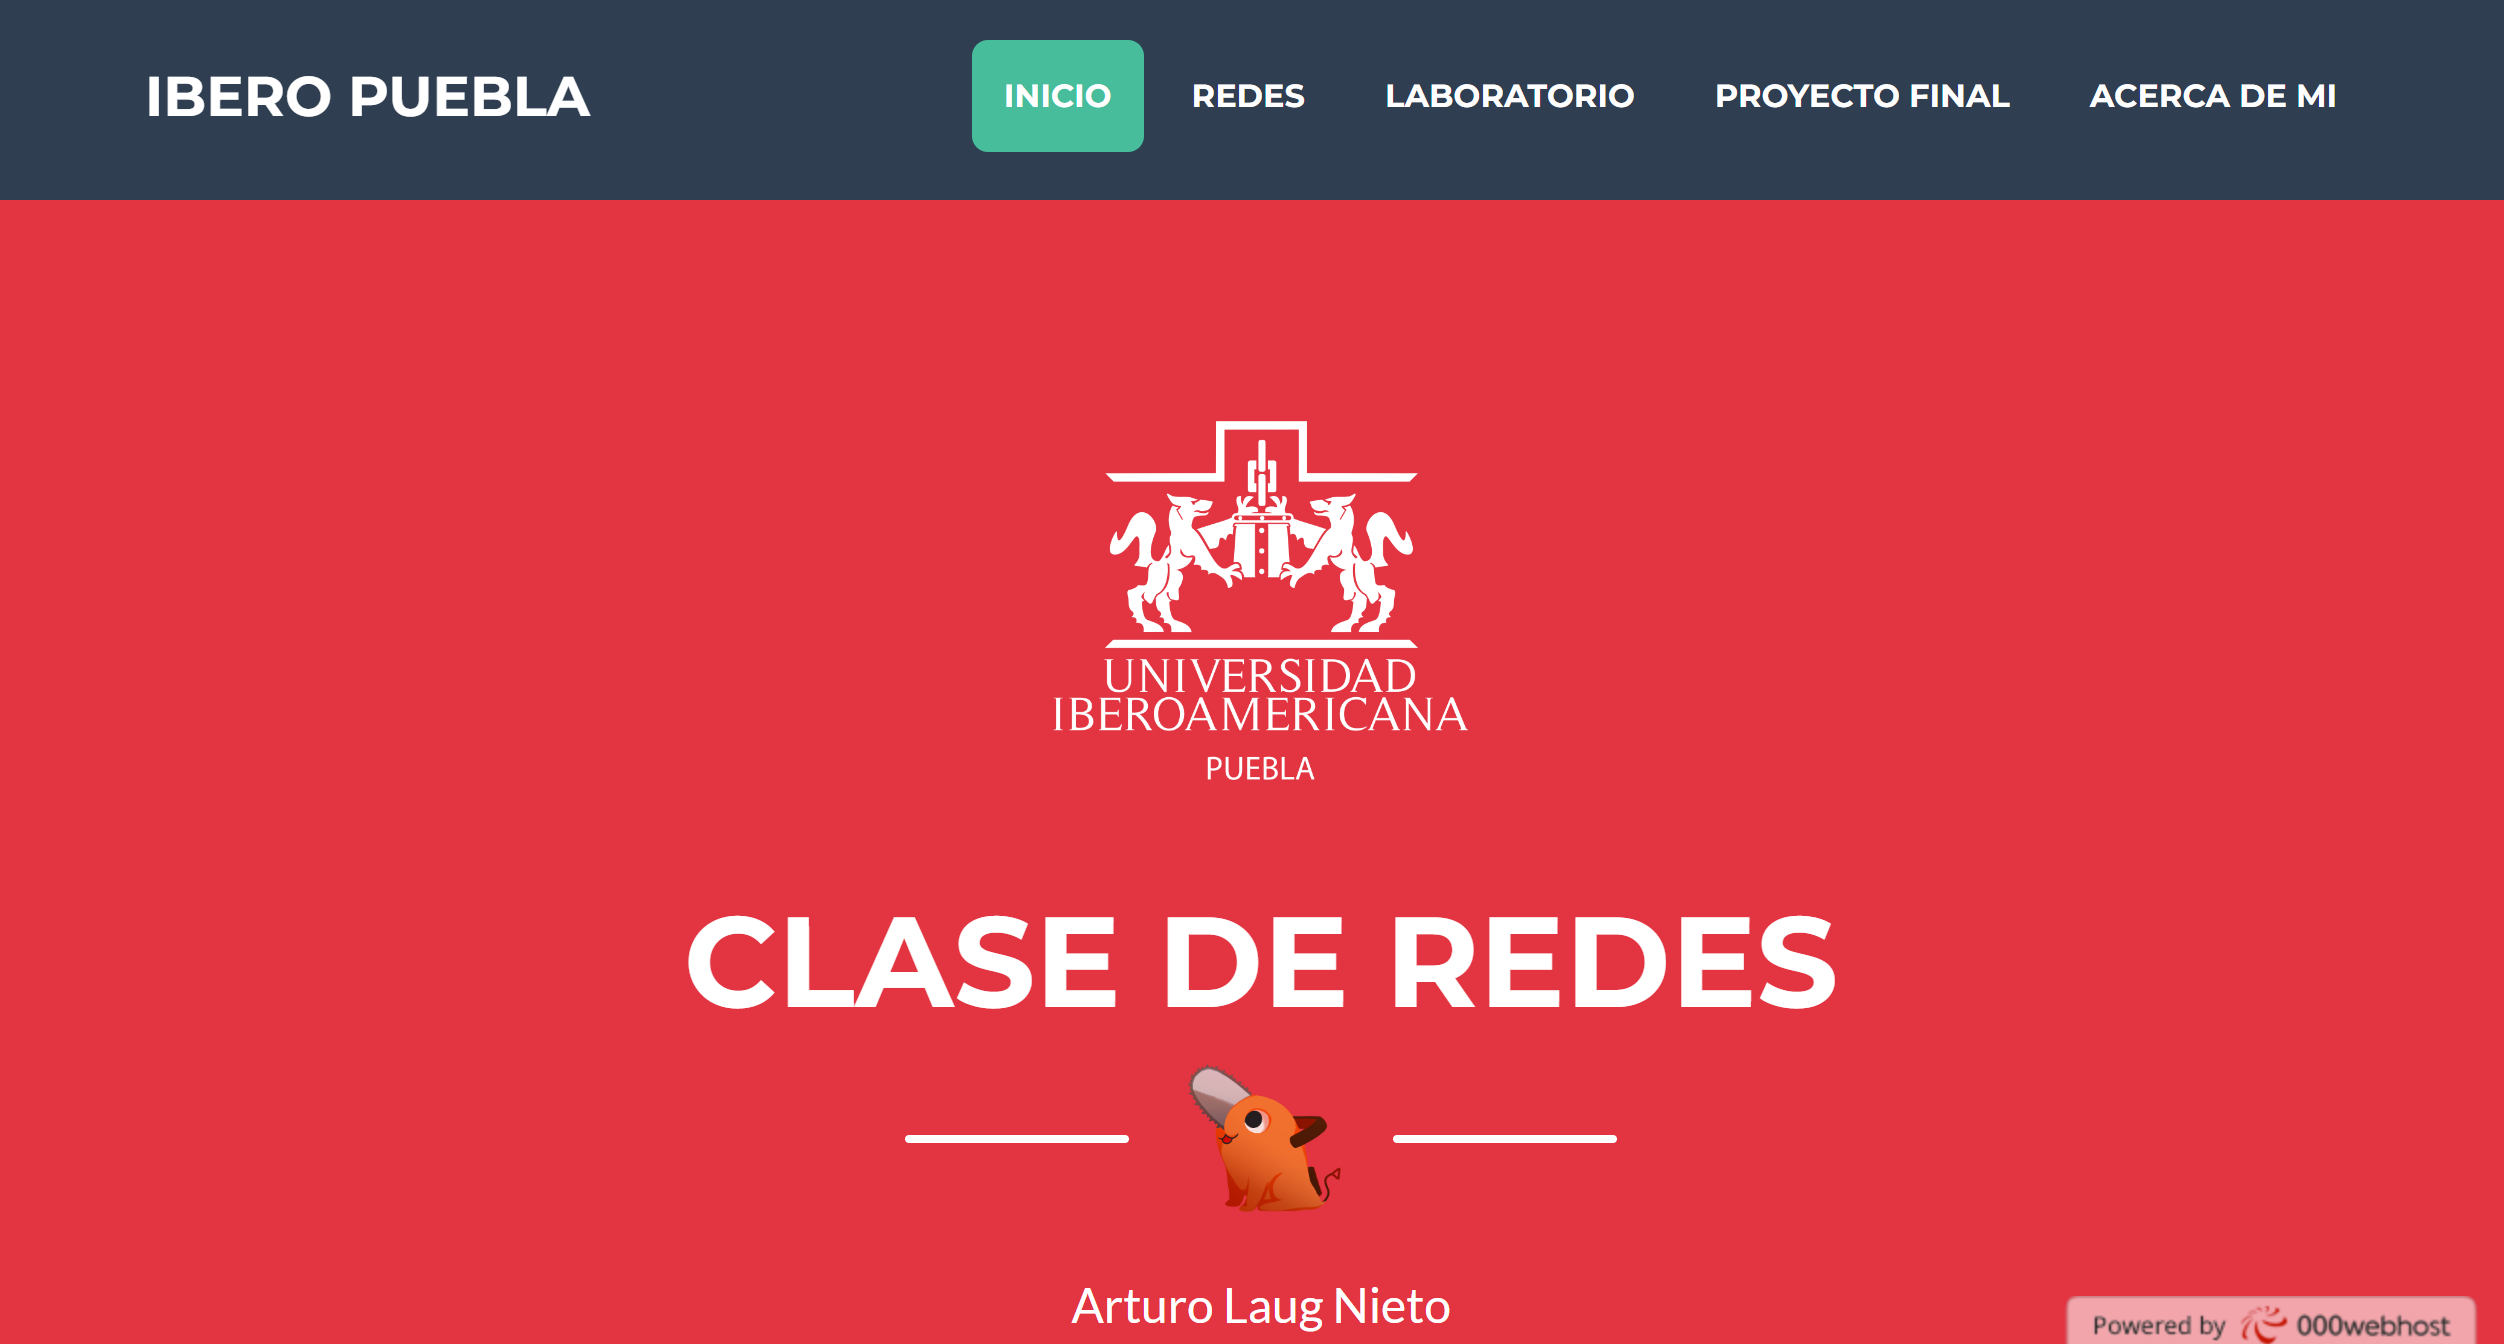 IBERO PUEBLA
INICIO
REDES
LABORATORIO
PROYECTO FINAL
ACERCA DE MI
UNIVERSIDAD
IBEROAMERICANA
PUEBLA
CLASE DE REDES
Arturo Laug Nieto
Powered by 000webhost